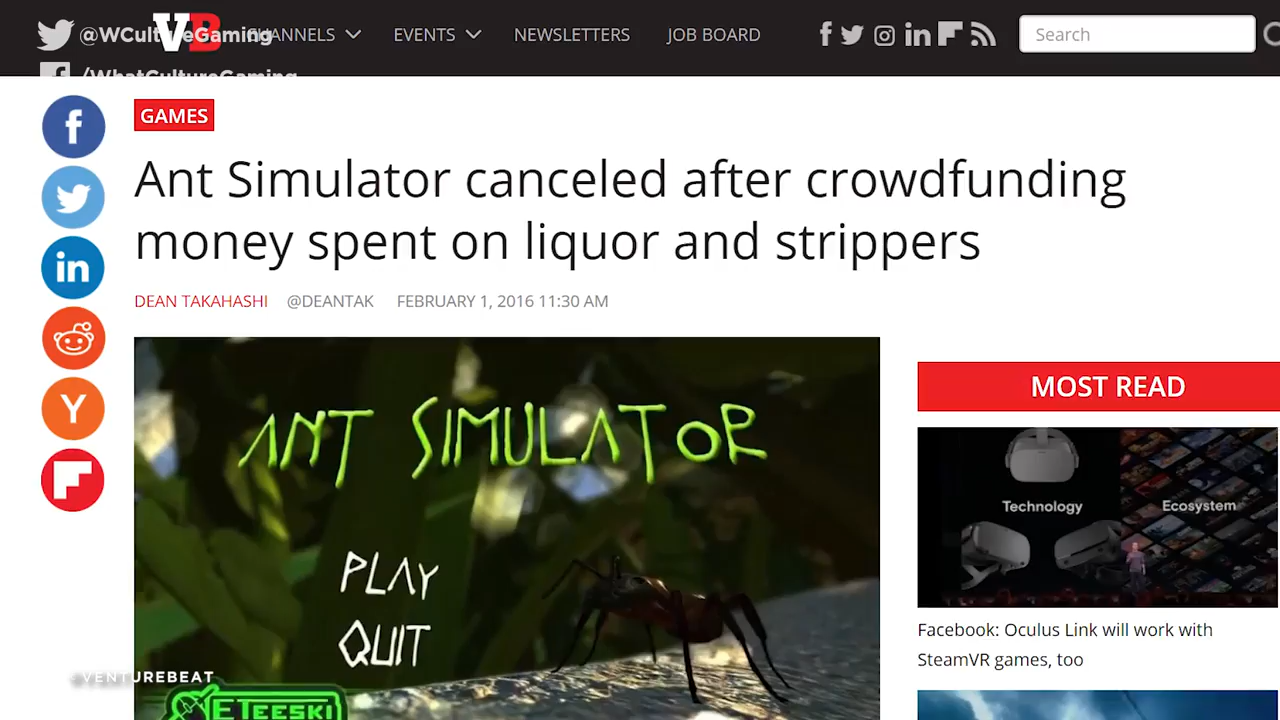 @WCultureGaming
VB
CHANNELS
EVENTS
NEWSLETTERS
JOB BOARD
Search
/WhatCultureGaming
GAMES
Ant Simulator canceled after crowdfunding
money spent on liquor and strippers
DEAN TAKAHASHI @DEANTAK FEBRUARY 1, 2016 11:30 AM
ANT SIMULATOR
PLAY
QUIT
ETEESKI
MOST READ
Technology
Ecosystem
Facebook: Oculus Link will work with
SteamVR games, too
- VENTUREBEAT